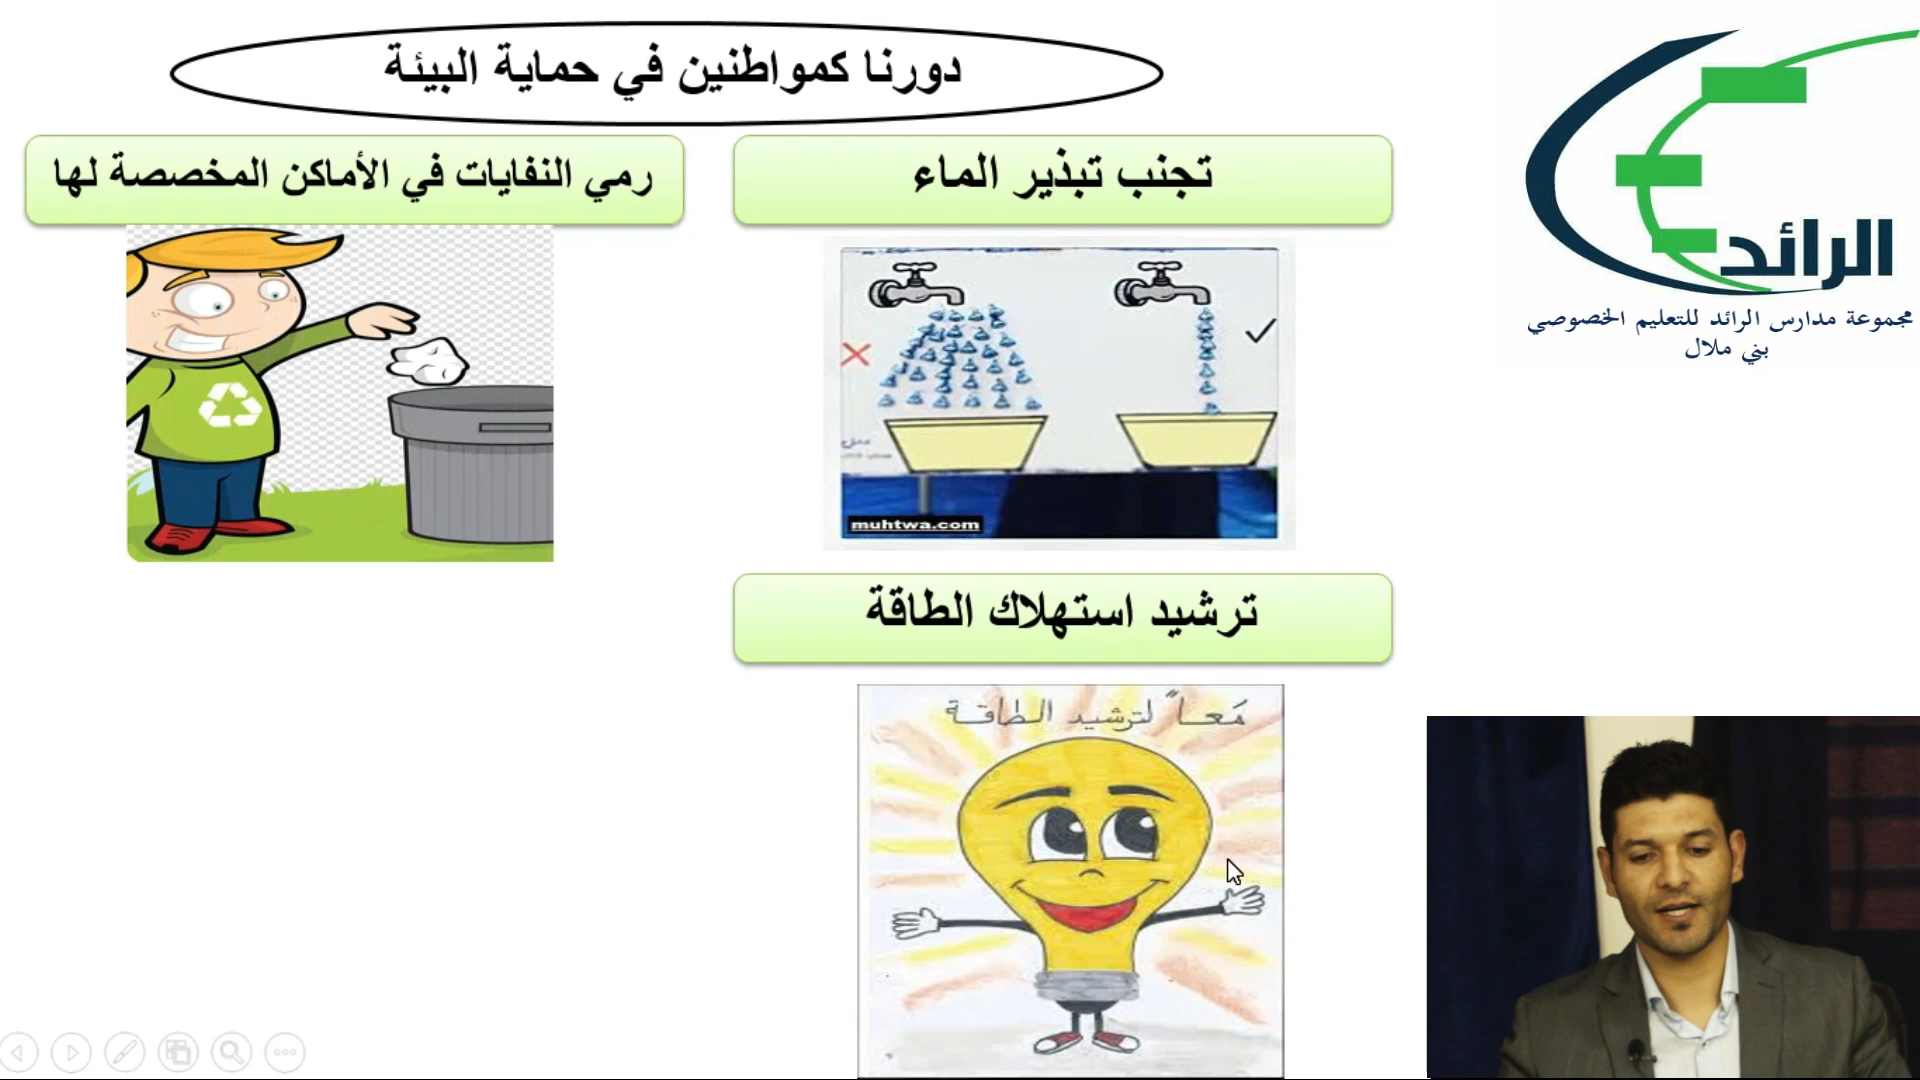 دورنا كمواطنين في حماية البيئة
تجنب تبذير الماء
رمي النفايات في الأماكن المخصصة لها
muhtwa.com
ترشيد استهلاك الطاقة
مَعاً لترشيد الطاقة
الرائد
مجموعة مدارس الرائد للتعليم الخصوصي
بني ملال